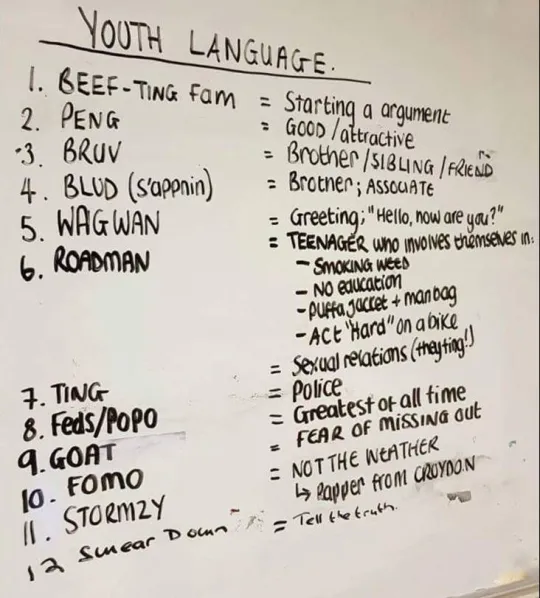 YOUTH LANGUAGE.
1. BEEF-TING Fam = Starting a argument
2. PENG = GOOD/attractive
3. BRUV = Brother/SIBLING/FRIEND
4. BLUD (s'appnin) = Brother; ASSOCIATE
5. WAGWAN = Greeting; "Hello, how are you?"
6. ROADMAN = TEENAGER who involves themselves in:
- SMOKING WEED
- NO education
- Puffa Jacket + manbag
- ACT "Hard" on a bike
7. TING = Sexual relations (they ting!)
8. Feds/POPO = Police
9. GOAT = Greatest of all time
10. FOMO = FEAR OF MISSING OUT
11. STORMZY = NOT THE WEATHER
↳ Rapper from CROYDON
12 Swear Down = Tell the truth.